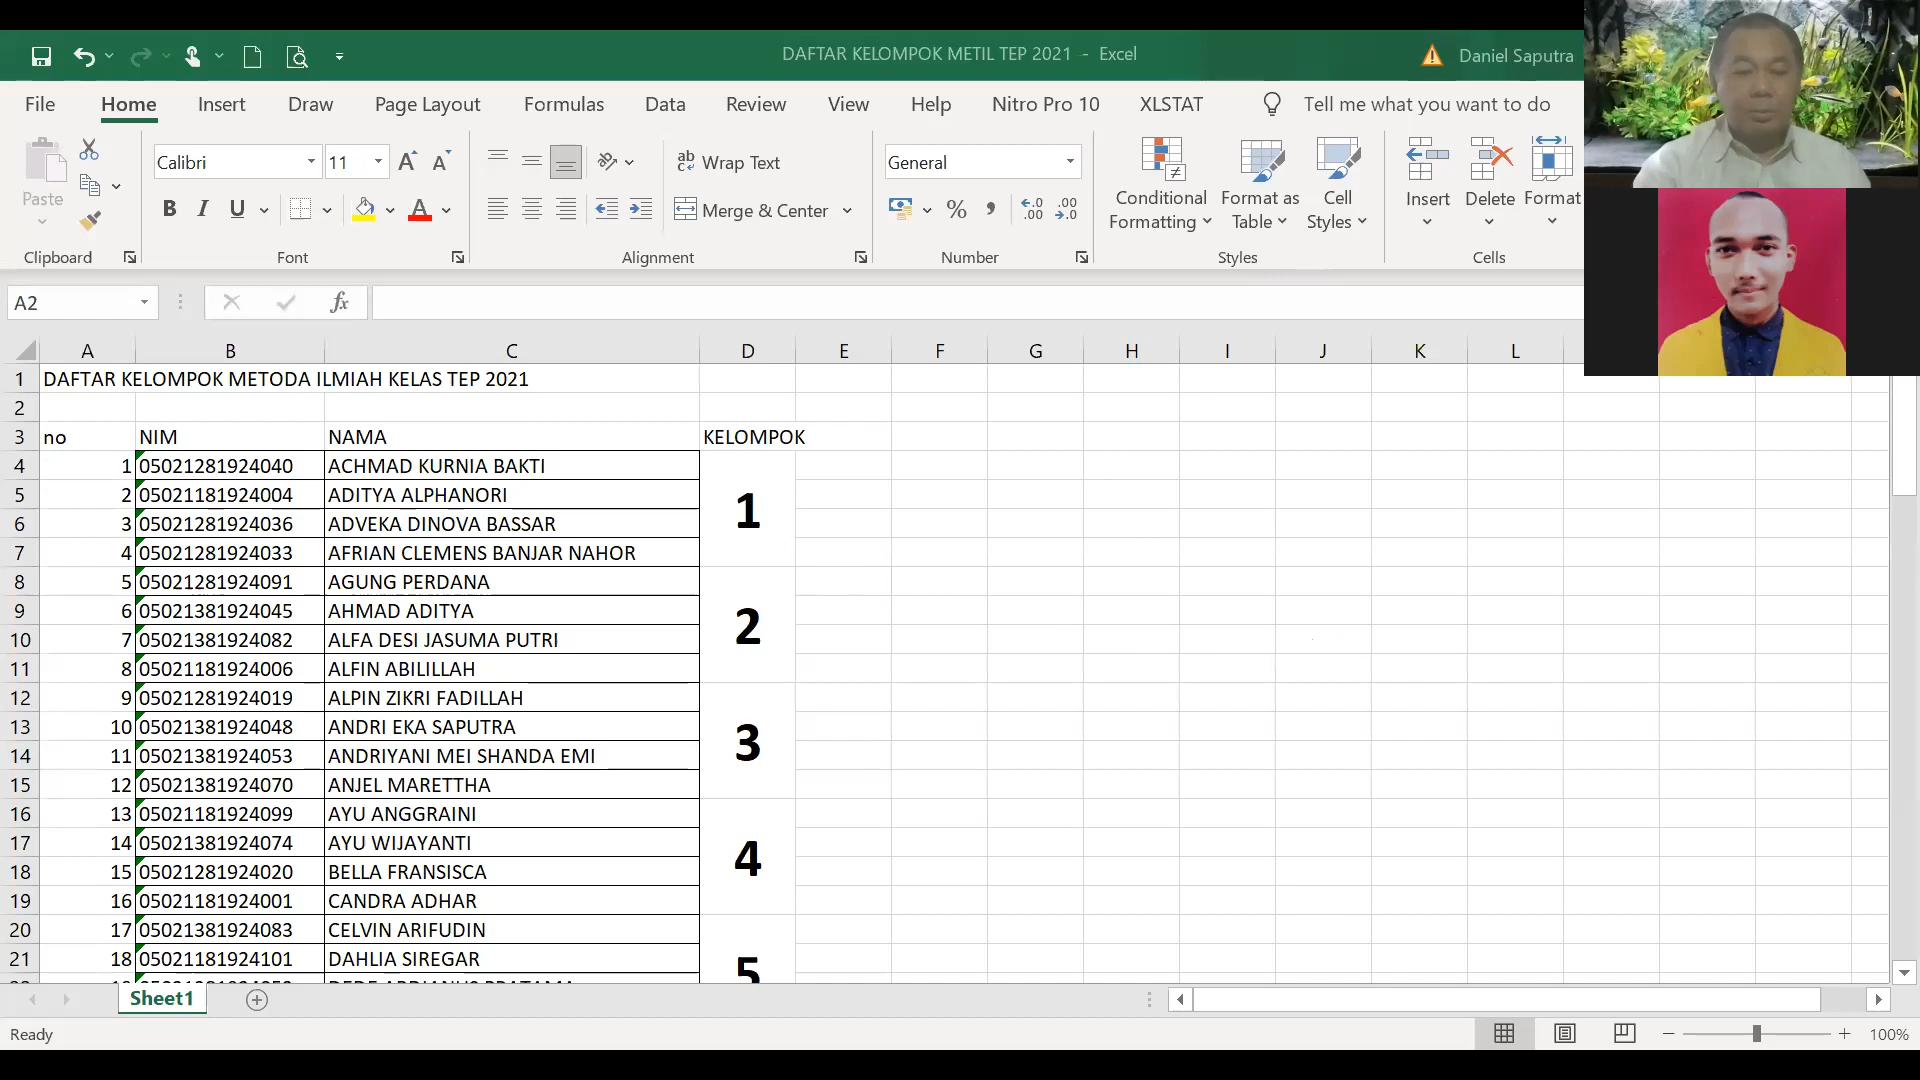 DAFTAR KELOMPOK METIL TEP 2021 - Excel
Daniel Saputra
File Home Insert Draw Page Layout Formulas Data Review View Help Nitro Pro 10 XLSTAT Tell me what you want to do
Paste
Clipboard
Calibri 11
B I U
Font
Wrap Text
Merge & Center
Alignment
General
Number
Conditional Formatting
Format as Table
Cell Styles
Styles
Insert
Delete
Format
Cells
A2
fx
A B C D E F G H I J K L
1 DAFTAR KELOMPOK METODA ILMIAH KELAS TEP 2021
2
3 no NIM NAMA KELOMPOK
4 1 05021281924040 ACHMAD KURNIA BAKTI
5 2 05021181924004 ADITYA ALPHANORI
1
6 3 05021281924036 ADVEKA DINOVA BASSAR
7 4 05021281924033 AFRIAN CLEMENS BANJAR NAHOR
8 5 05021281924091 AGUNG PERDANA
9 6 05021381924045 AHMAD ADITYA
2
10 7 05021381924082 ALFA DESI JASUMA PUTRI
11 8 05021181924006 ALFIN ABILILLAH
12 9 05021281924019 ALPIN ZIKRI FADILLAH
13 10 05021381924048 ANDRI EKA SAPUTRA
3
14 11 05021381924053 ANDRIYANI MEI SHANDA EMI
15 12 05021381924070 ANJEL MARETTHA
16 13 05021181924099 AYU ANGGRAINI
17 14 05021381924074 AYU WIJAYANTI
4
18 15 05021281924020 BELLA FRANSISCA
19 16 05021181924001 CANDRA ADHAR
20 17 05021381924083 CELVIN ARIFUDIN
21 18 05021181924101 DAHLIA SIREGAR
5
Sheet1
Ready
100%